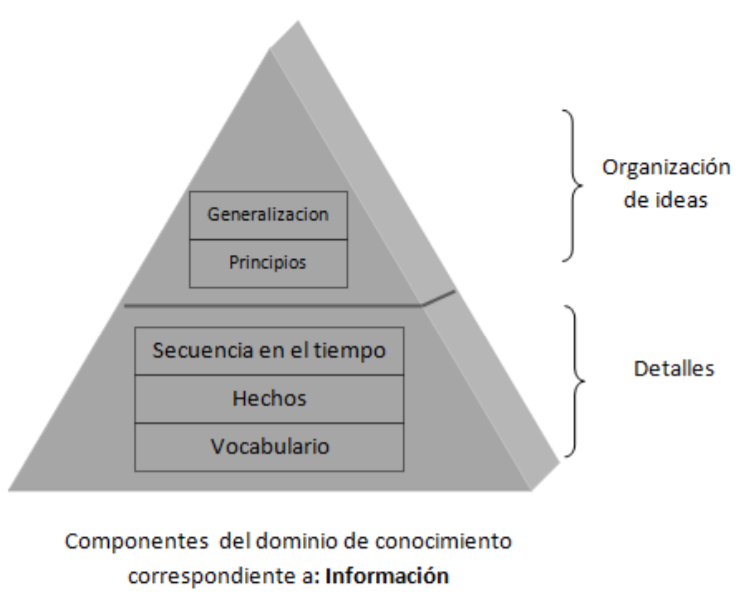 Organización
de ideas
Generalizacion
Principios
Secuencia en el tiempo
Hechos
Vocabulario
Detalles
Componentes del dominio de conocimiento
correspondiente a: Información